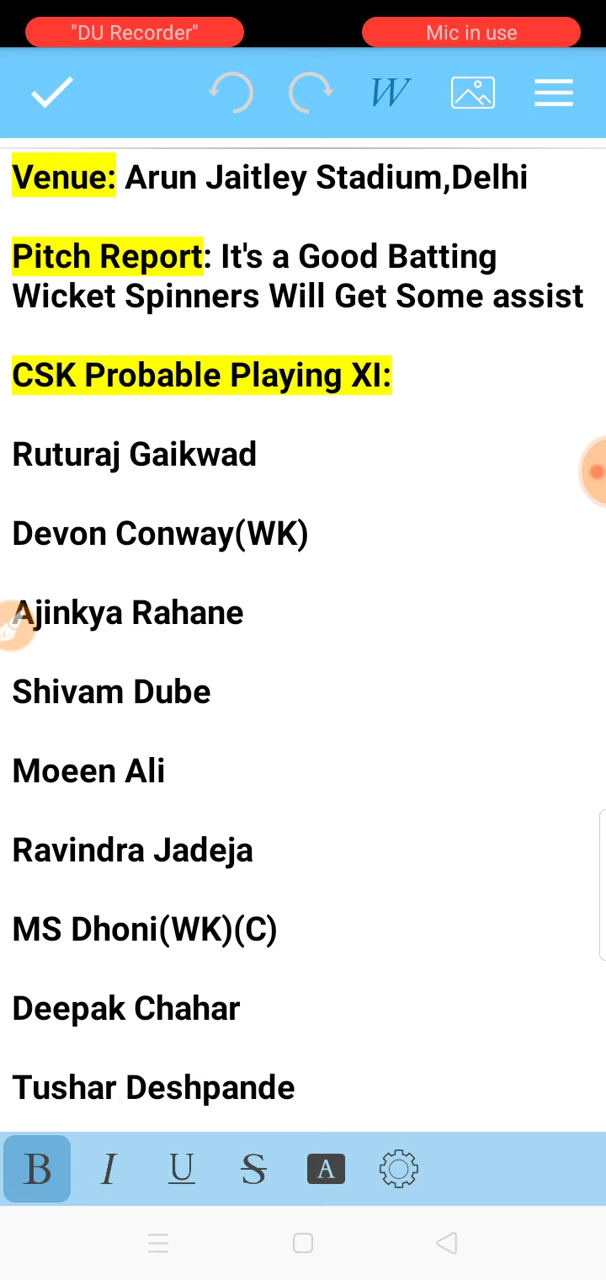 "DU Recorder" Mic in use
W
Venue: Arun Jaitley Stadium,Delhi
Pitch Report: It's a Good Batting
Wicket Spinners Will Get Some assist
CSK Probable Playing XI:
Ruturaj Gaikwad
Devon Conway(WK)
Ajinkya Rahane
Shivam Dube
Moeen Ali
Ravindra Jadeja
MS Dhoni(WK)(C)
Deepak Chahar
Tushar Deshpande
B I U S A